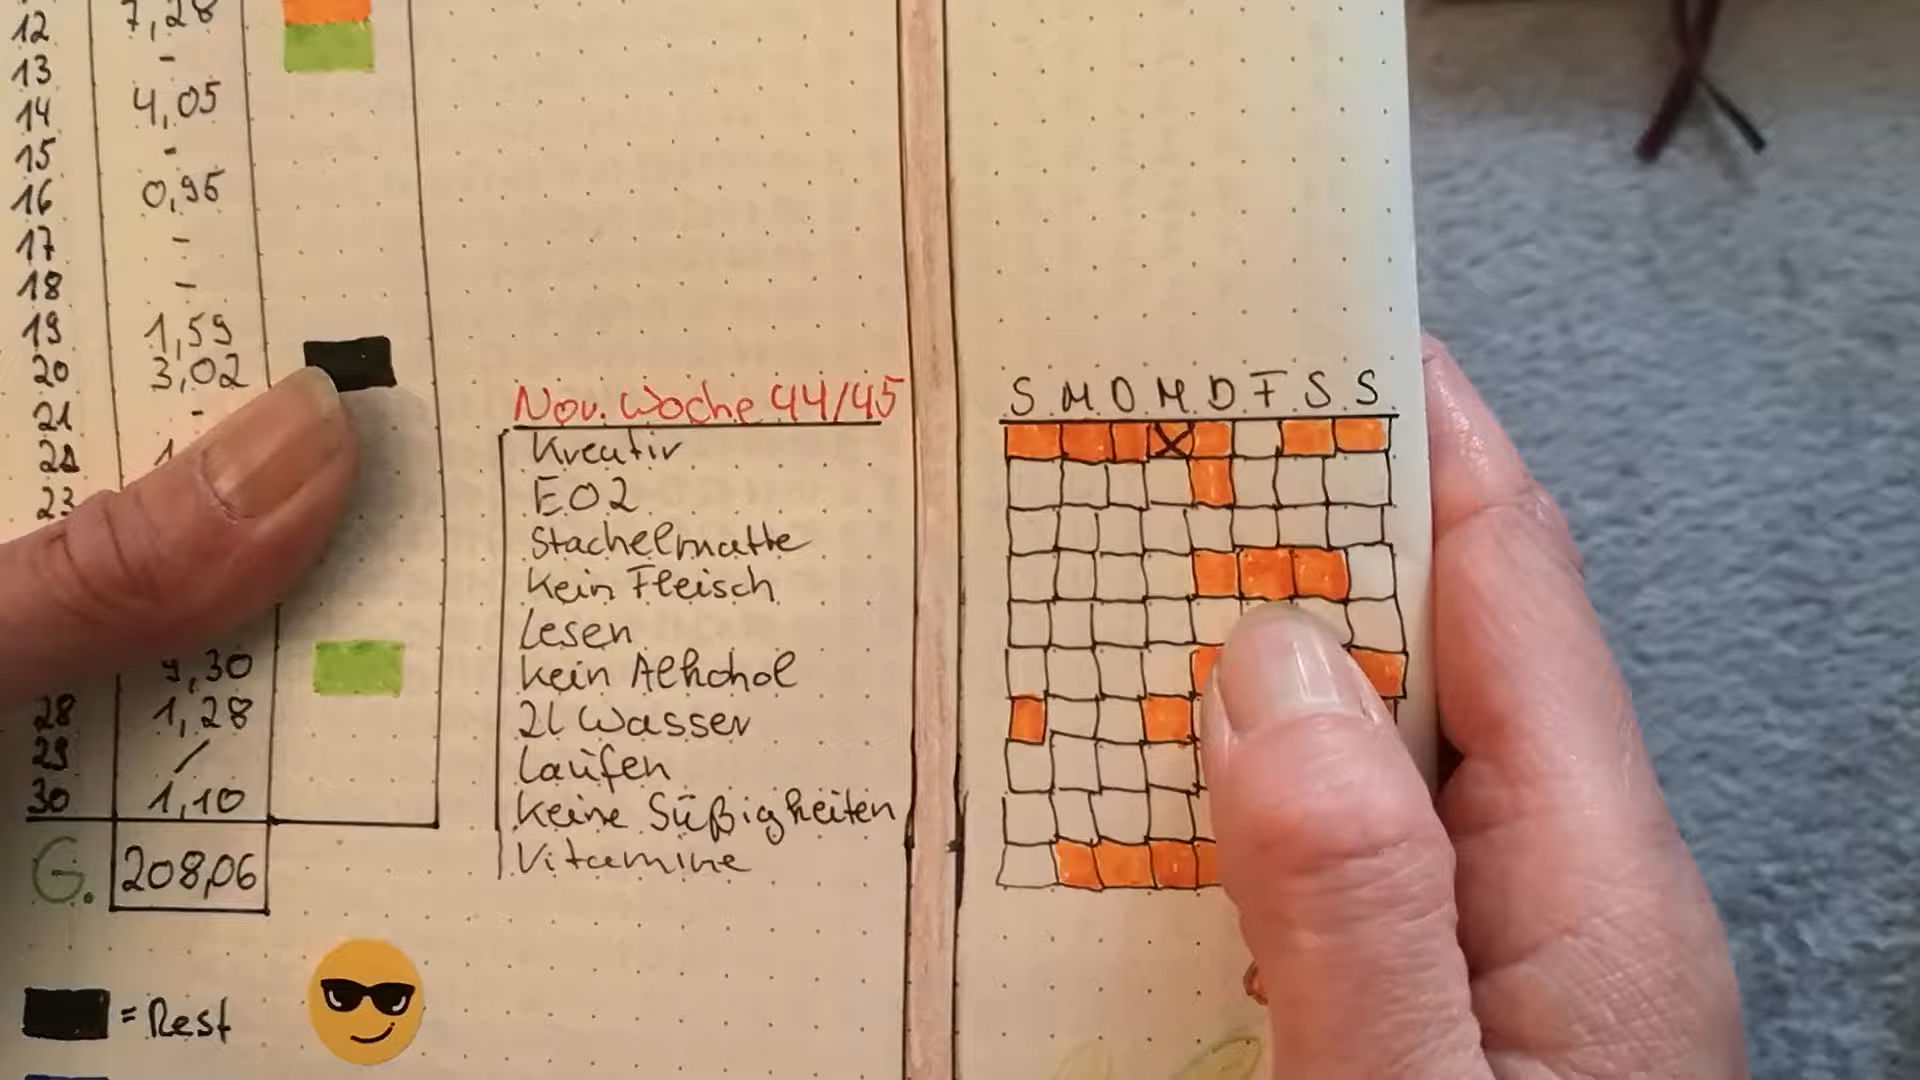 12 7,28
13 -
14 4,05
15 -
16 0,95
17 -
18 -
19 1,59
20 3,02
21 -
22
23
9,30
28 1,28
29 /
30 1,10
G. 208,06
= Rest
Nov. Woche 44/45
Kreativ
EO2
Stachelmatte
Kein Fleisch
Lesen
Kein Alkohol
2l Wasser
Laufen
Keine Süßigkeiten
Vitamine
S M D M D F S S